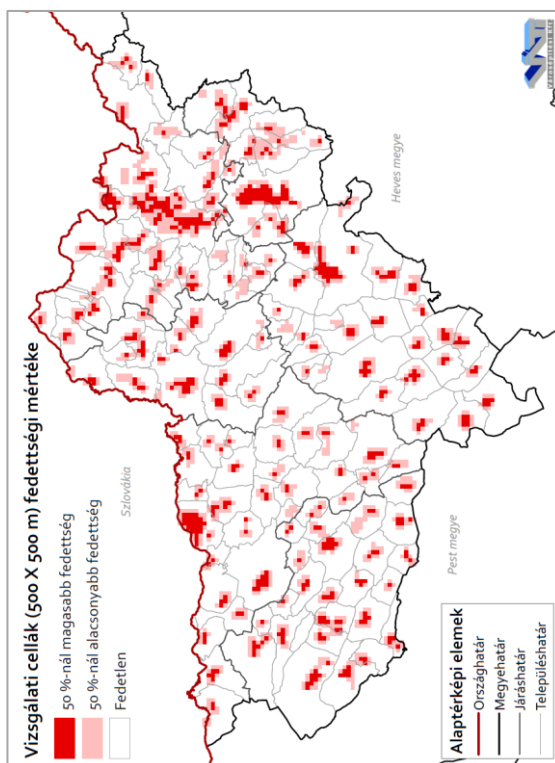 Vizsgálati cellák (500 X 500 m) fedettségi mértéke
50 %-nál magasabb fedettség
50 %-nál alacsonyabb fedettség
Fedetlen
Szlovákia
Heves megye
Pest megye
Alaptérképi elemek
Országhatár
Megyehatár
Járáshatár
Településhatár